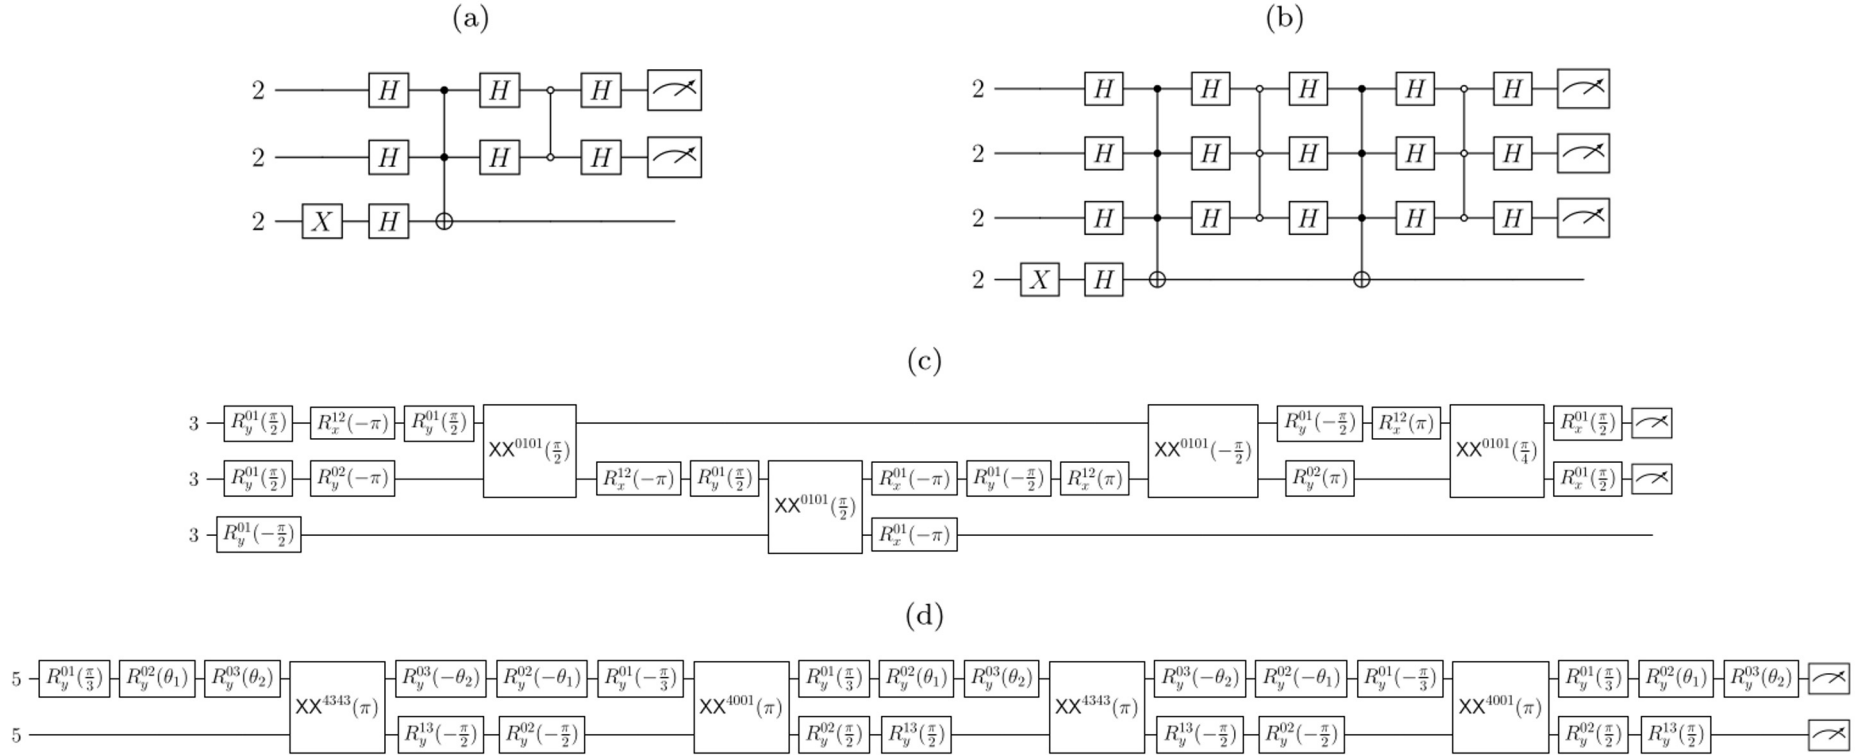 (a) (b)
2 H H H
2 H H H
2 X H
2 H H H H H
2 H H H H H
2 H H H H H
2 X H
(c)
3 R_y^{01}(π/2) R_x^{12}(−π) R_y^{01}(π/2) XX^{0101}(π/2) XX^{0101}(−π/2) R_y^{01}(−π/2) R_x^{12}(π) XX^{0101}(π/4) R_x^{01}(π/2)
3 R_y^{01}(π/2) R_y^{02}(−π) R_x^{12}(−π) R_y^{01}(π/2) XX^{0101}(π/2) R_x^{01}(−π) R_y^{01}(−π/2) R_x^{12}(π) R_y^{02}(π) R_x^{01}(π/2)
3 R_y^{01}(−π/2) R_x^{01}(−π)
(d)
5 R_y^{01}(π/3) R_y^{02}(θ_1) R_y^{03}(θ_2) XX^{4343}(π) R_y^{03}(−θ_2) R_y^{02}(−θ_1) R_y^{01}(−π/3) XX^{4001}(π) R_y^{01}(π/3) R_y^{02}(θ_1) R_y^{03}(θ_2) XX^{4343}(π) R_y^{03}(−θ_2) R_y^{02}(−θ_1) R_y^{01}(−π/3) XX^{4001}(π) R_y^{01}(π/3) R_y^{02}(θ_1) R_y^{03}(θ_2)
5 R_y^{13}(−π/2) R_y^{02}(−π/2) R_y^{02}(π/2) R_y^{13}(π/2) R_y^{13}(−π/2) R_y^{02}(−π/2) R_y^{02}(π/2) R_y^{13}(π/2)